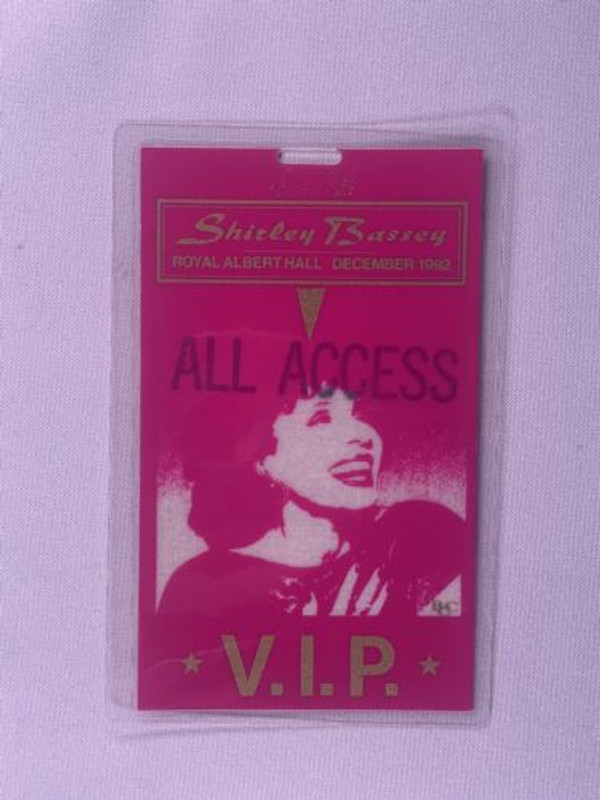 Shirley Bassey
ROYAL ALBERT HALL DECEMBER 1992
ALL ACCESS
V.I.P.